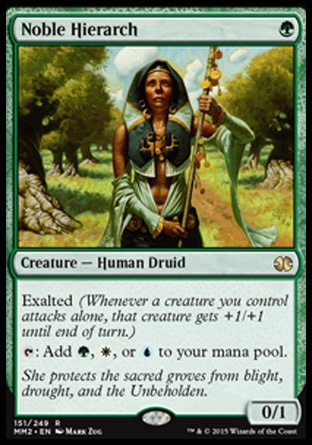 Noble Hierarch
Creature — Human Druid
Exalted (Whenever a creature you control
attacks alone, that creature gets +1/+1
until end of turn.)
: Add , , or to your mana pool.
She protects the sacred groves from blight,
drought, and the Unbeholden.
151/249 R
MM2 • EN Mark Zug
™ & © 2015 Wizards of the Coast
0/1